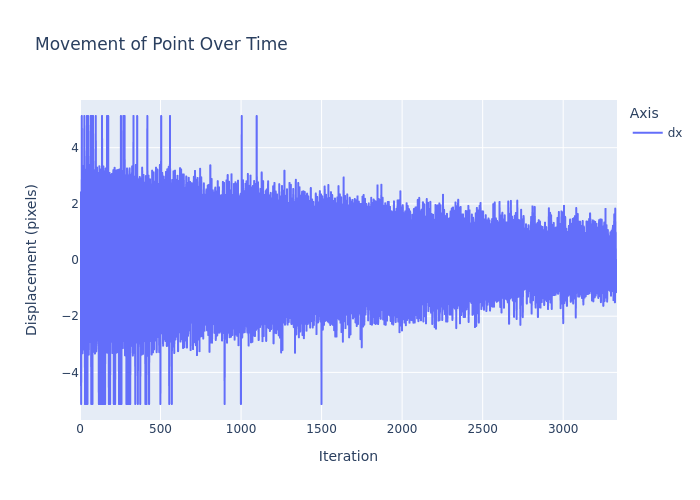 Movement of Point Over Time
Axis
dx
Displacement (pixels)
4
2
0
−2
−4
0
500
1000
1500
2000
2500
3000
Iteration